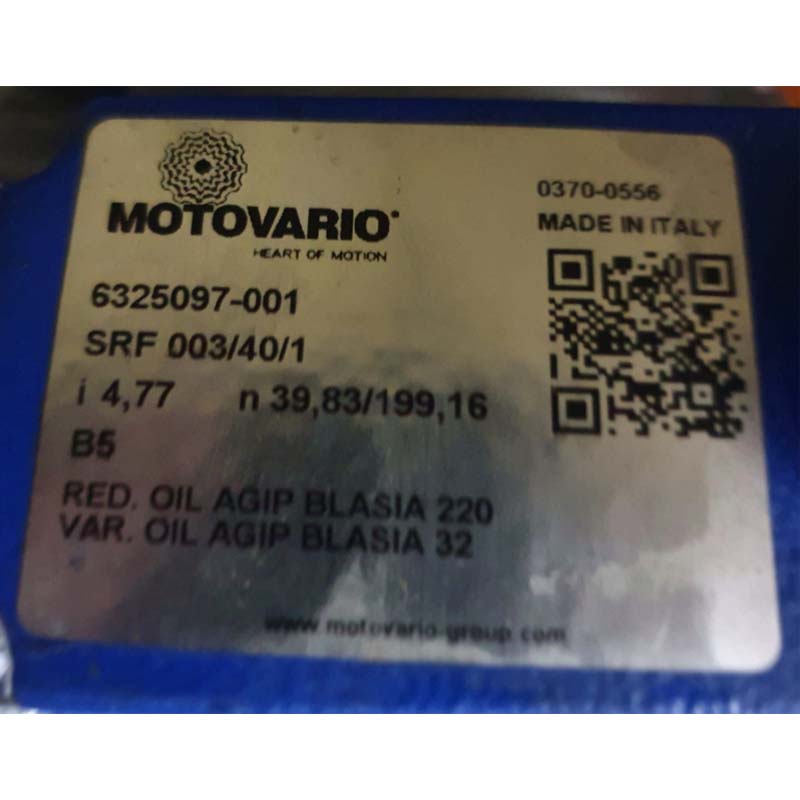 MOTOVARIO®
HEART OF MOTION
0370-0556
MADE IN ITALY
6325097-001
SRF 003/40/1
i 4,77 n 39,83/199,16
B5
RED. OIL AGIP BLASIA 220
VAR. OIL AGIP BLASIA 32
www.motovario-group.com